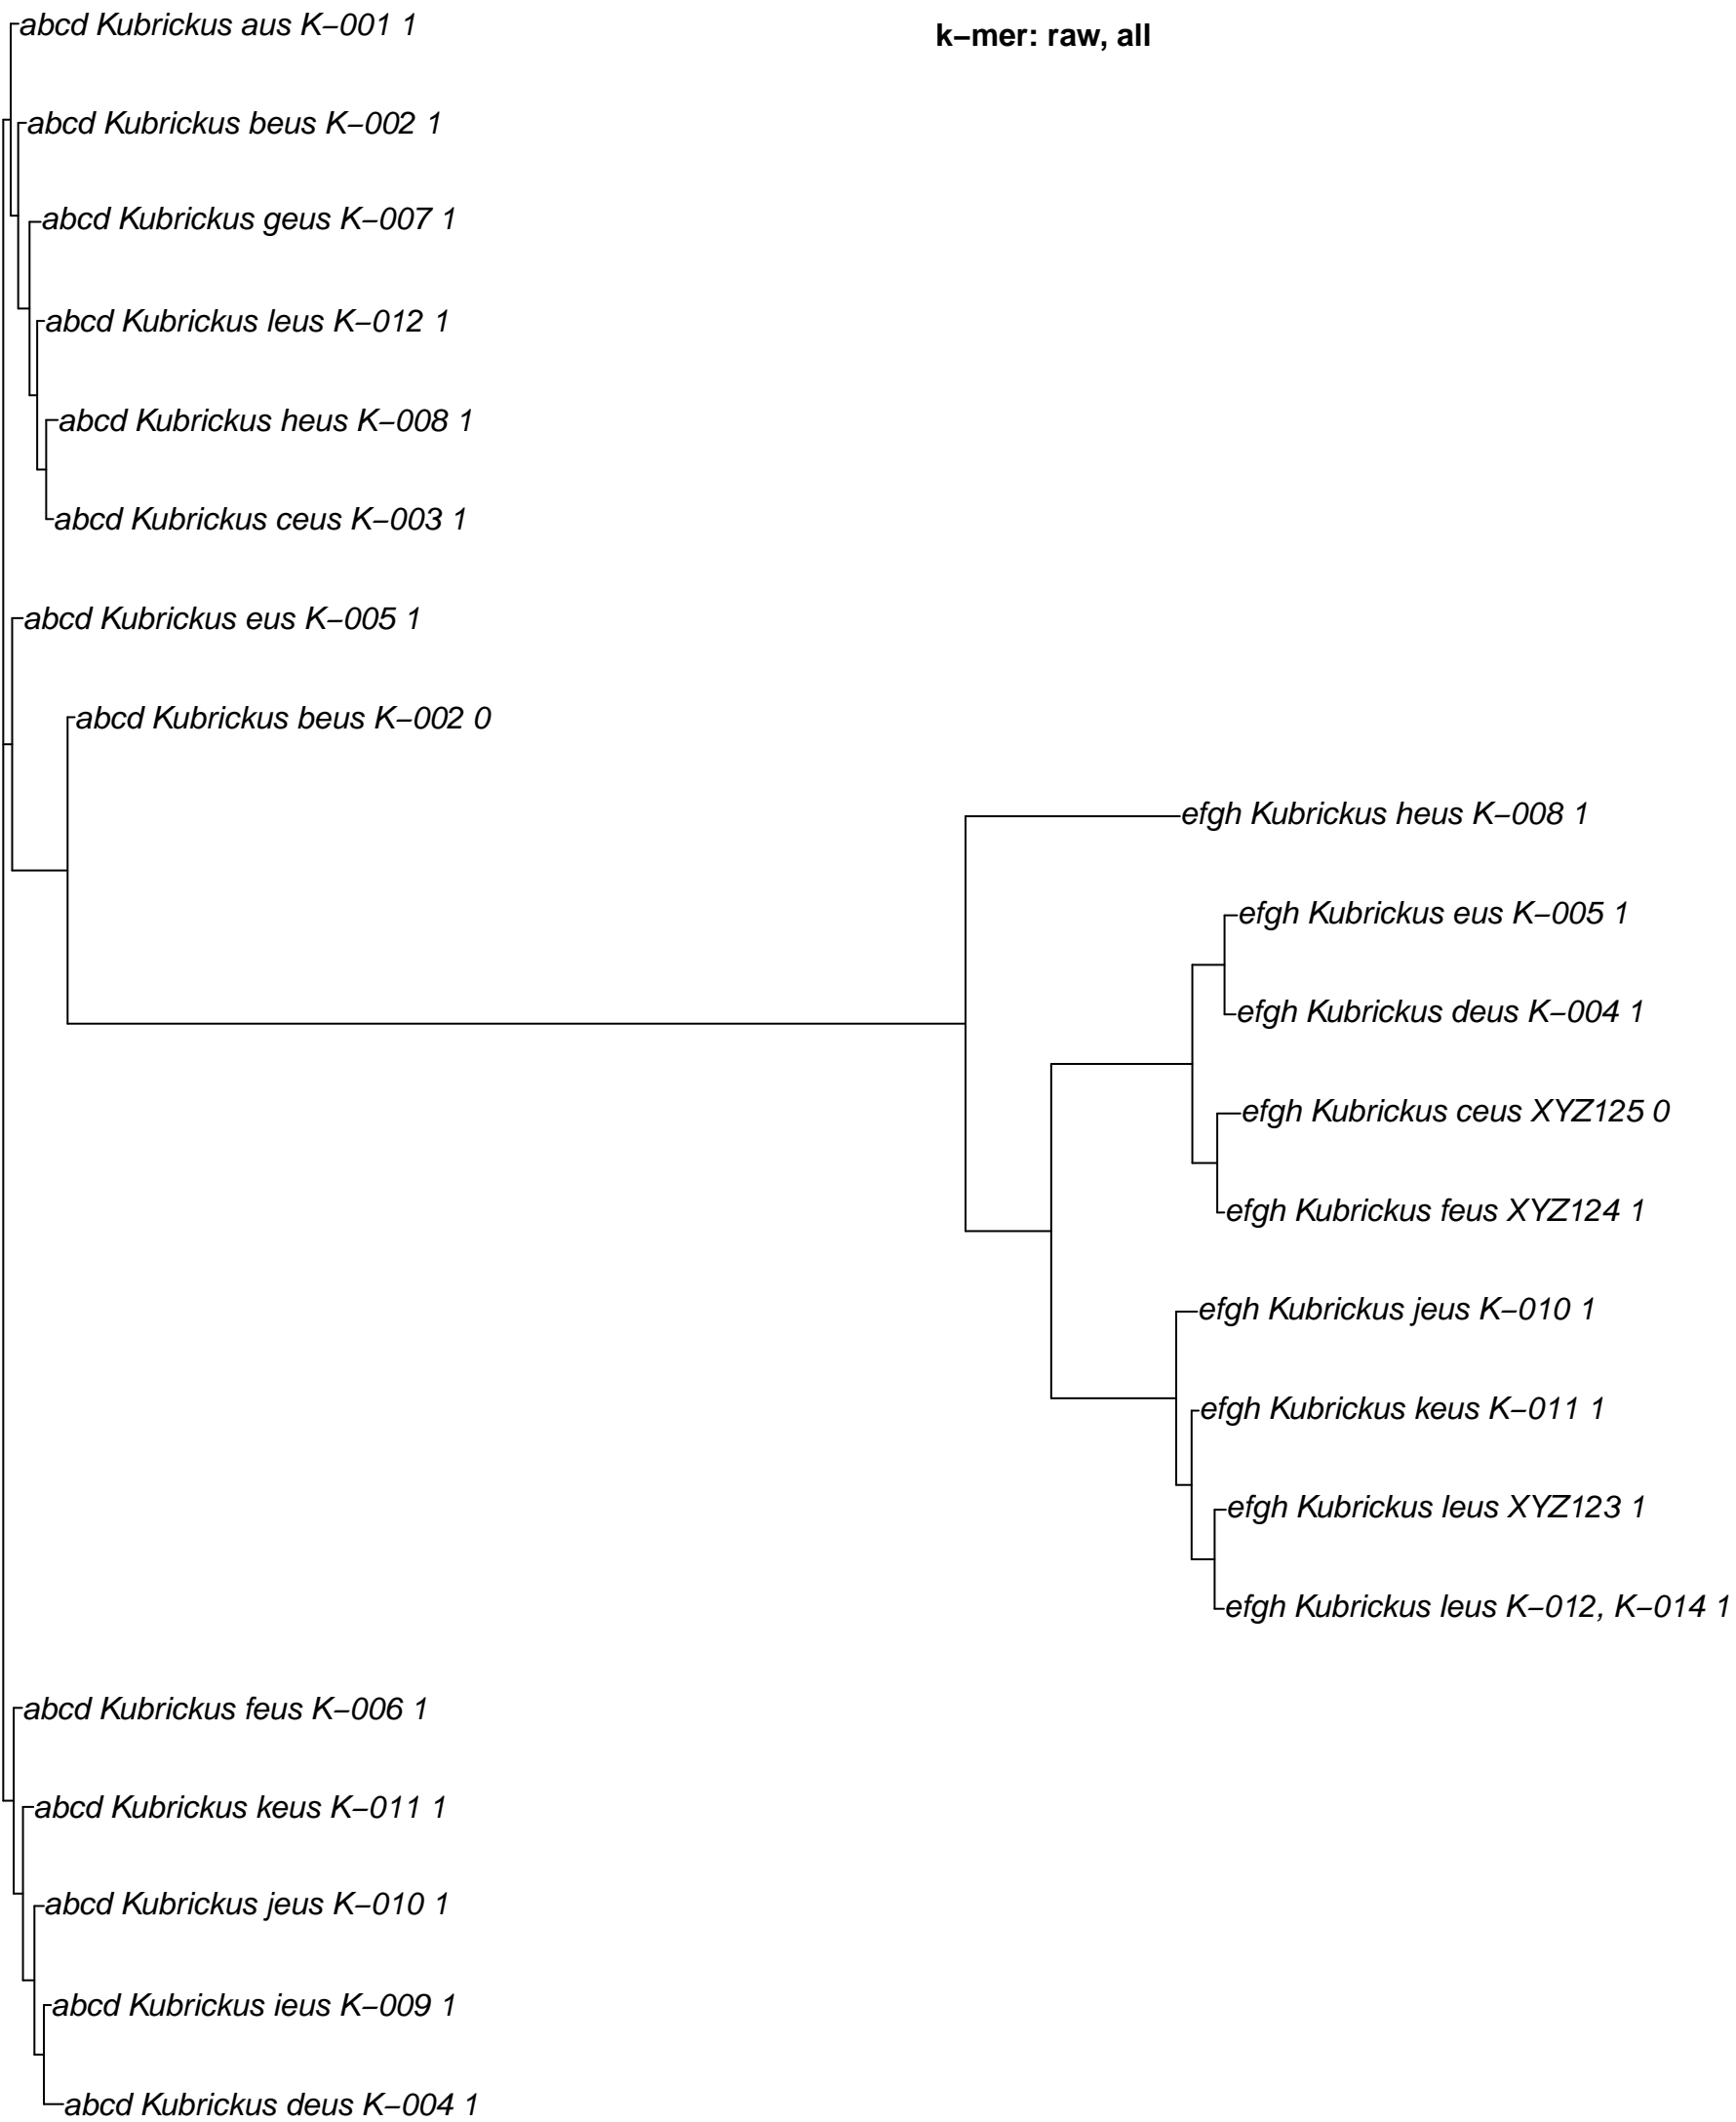 abcd Kubrickus aus K−001 1
k−mer: raw, all
abcd Kubrickus beus K−002 1
abcd Kubrickus geus K−007 1
abcd Kubrickus leus K−012 1
abcd Kubrickus heus K−008 1
abcd Kubrickus ceus K−003 1
abcd Kubrickus eus K−005 1
abcd Kubrickus beus K−002 0
efgh Kubrickus heus K−008 1
efgh Kubrickus eus K−005 1
efgh Kubrickus deus K−004 1
efgh Kubrickus ceus XYZ125 0
efgh Kubrickus feus XYZ124 1
efgh Kubrickus jeus K−010 1
efgh Kubrickus keus K−011 1
efgh Kubrickus leus XYZ123 1
efgh Kubrickus leus K−012, K−014 1
abcd Kubrickus feus K−006 1
abcd Kubrickus keus K−011 1
abcd Kubrickus jeus K−010 1
abcd Kubrickus ieus K−009 1
abcd Kubrickus deus K−004 1